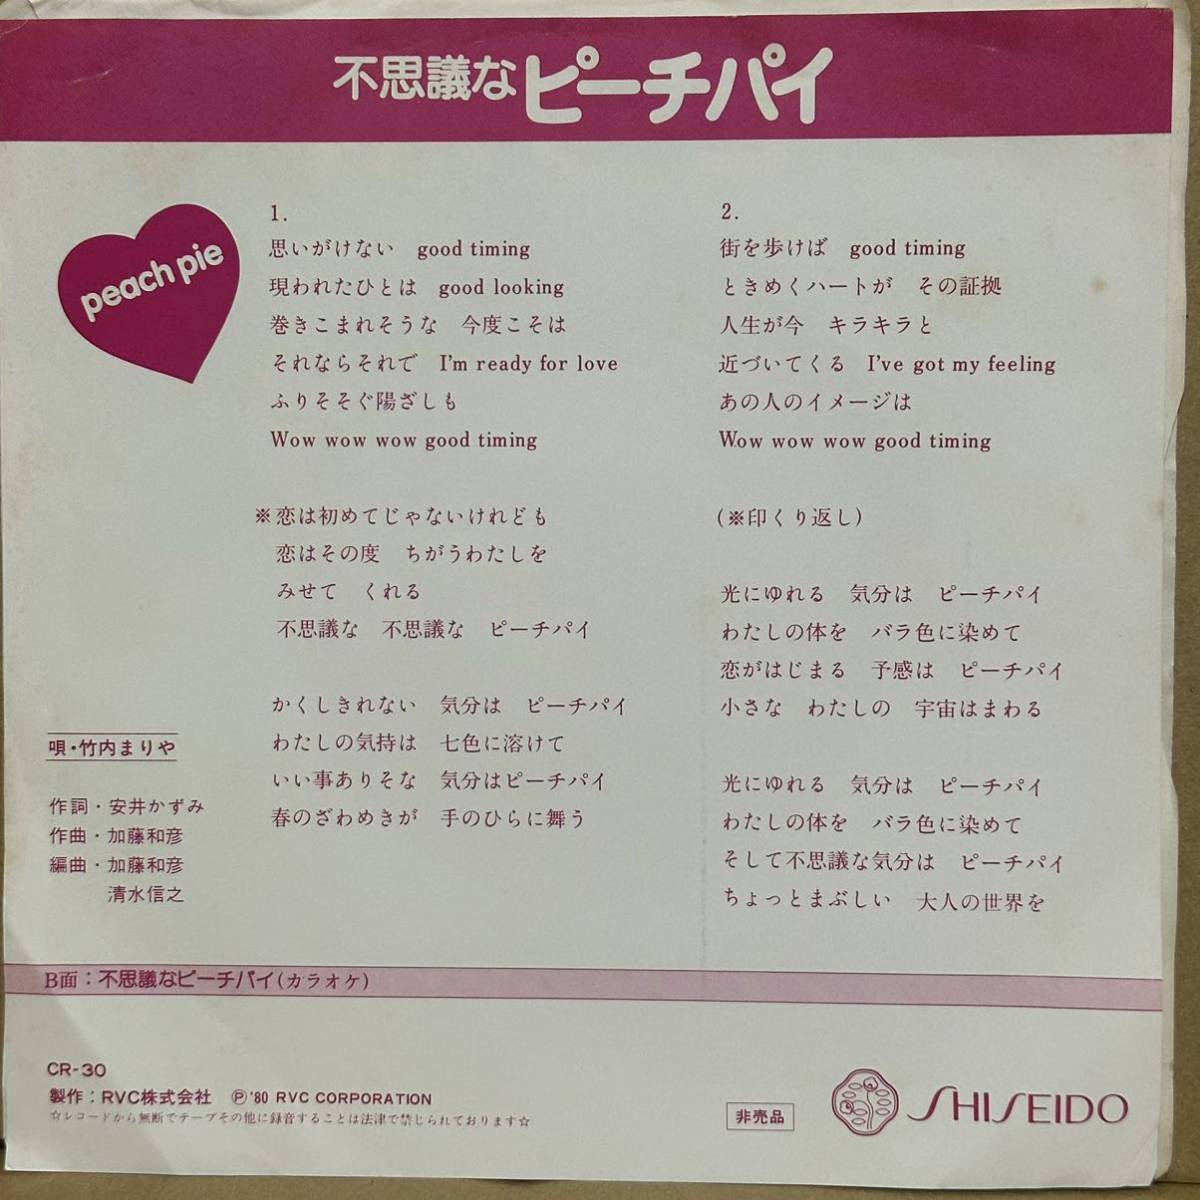 不思議なピーチパイ
peach pie
1.
思いがけない　good timing
現われたひとは　good looking
巻きこまれそうな　今度こそは
それならそれで　I'm ready for love
ふりそそぐ陽ざしも
Wow wow wow good timing
※恋は初めてじゃないけれども
恋はその度　ちがうわたしを
みせて　くれる
不思議な　不思議な　ピーチパイ
かくしきれない　気分は　ピーチパイ
わたしの気持は　七色に溶けて
いい事ありそな　気分はピーチパイ
春のざわめきが　手のひらに舞う
2.
街を歩けば　good timing
ときめくハートが　その証拠
人生が今　キラキラと
近づいてくる　I've got my feeling
あの人のイメージは
Wow wow wow good timing
(※印くり返し)
光にゆれる　気分は　ピーチパイ
わたしの体を　バラ色に染めて
恋がはじまる　予感は　ピーチパイ
小さな　わたしの　宇宙はまわる
光にゆれる　気分は　ピーチパイ
わたしの体を　バラ色に染めて
そして不思議な気分は　ピーチパイ
ちょっとまぶしい　大人の世界を
唄・竹内まりや
作詞・安井かずみ
作曲・加藤和彦
編曲・加藤和彦
清水信之
B面：不思議なピーチパイ(カラオケ)
CR-30
製作：RVC株式会社　Ⓟ'80 RVC CORPORATION
☆レコードから無断でテープその他に録音することは法津で禁じられております☆
非売品
SHISEIDO